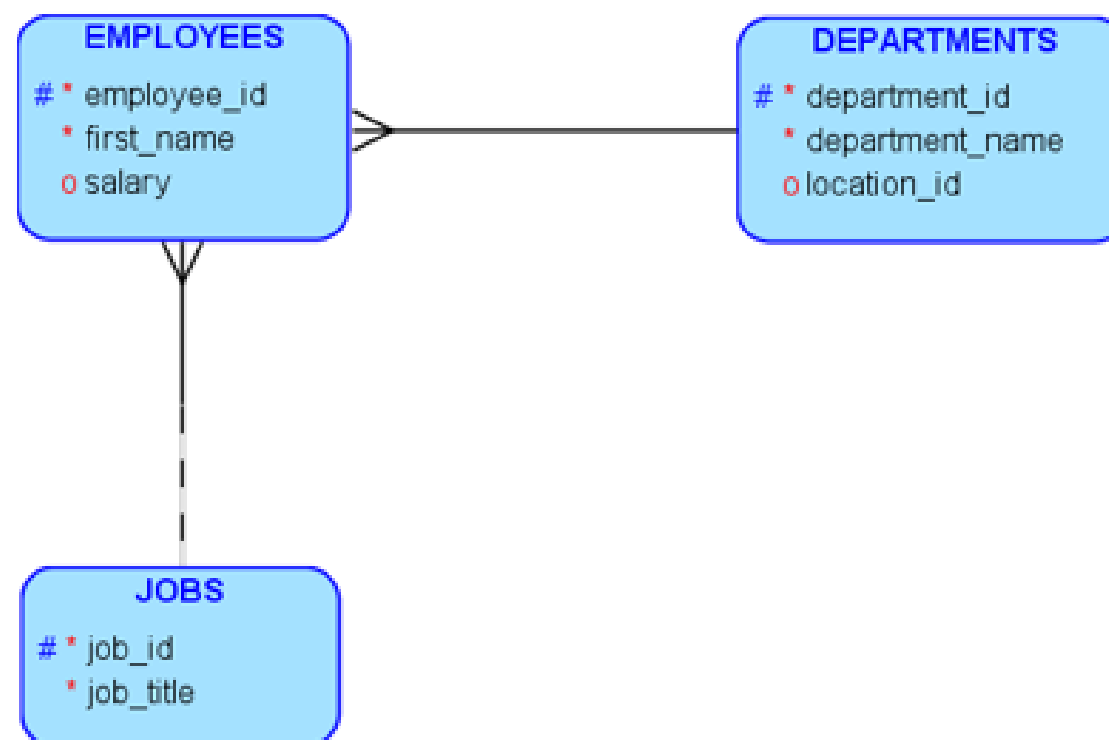 EMPLOYEES
# * employee_id
* first_name
o salary
DEPARTMENTS
# * department_id
* department_name
o location_id
JOBS
# * job_id
* job_title